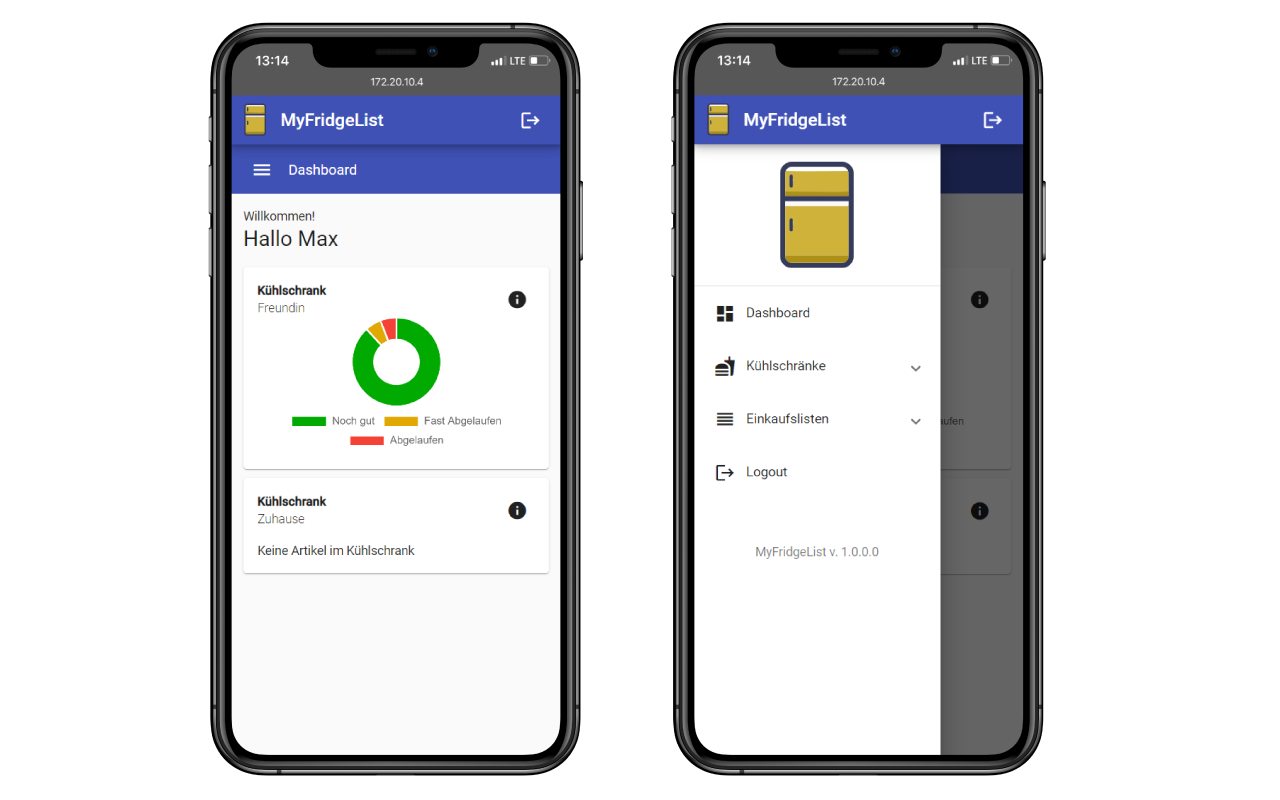 13:14
LTE
172.20.10.4
MyFridgeList
Dashboard
Willkommen!
Hallo Max
Kühlschrank
Freundin
Noch gut
Fast Abgelaufen
Abgelaufen
Kühlschrank
Zuhause
Keine Artikel im Kühlschrank
13:14
LTE
172.20.10.4
MyFridgeList
Dashboard
Kühlschränke
Einkaufslisten
Logout
MyFridgeList v. 1.0.0.0